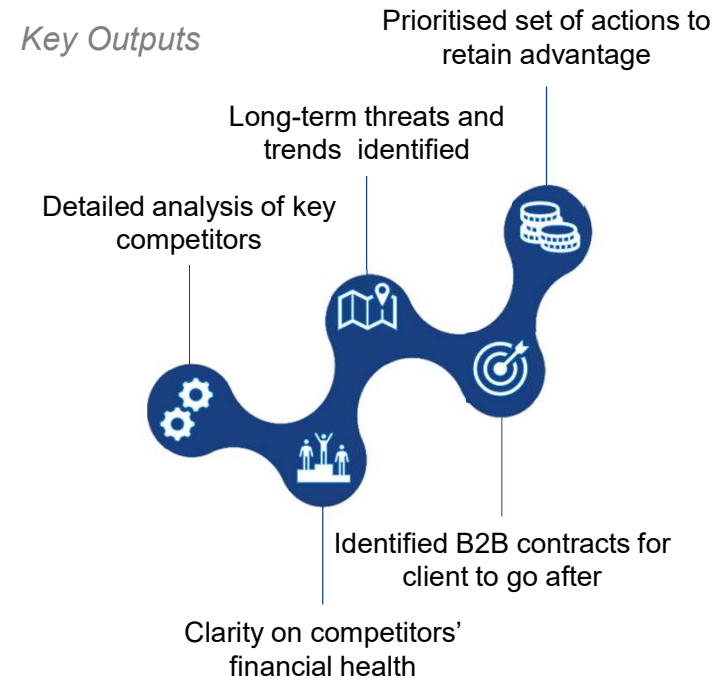 Key Outputs
Prioritised set of actions to
retain advantage
Long-term threats and
trends identified
Detailed analysis of key
competitors
Identified B2B contracts for
client to go after
Clarity on competitors’
financial health